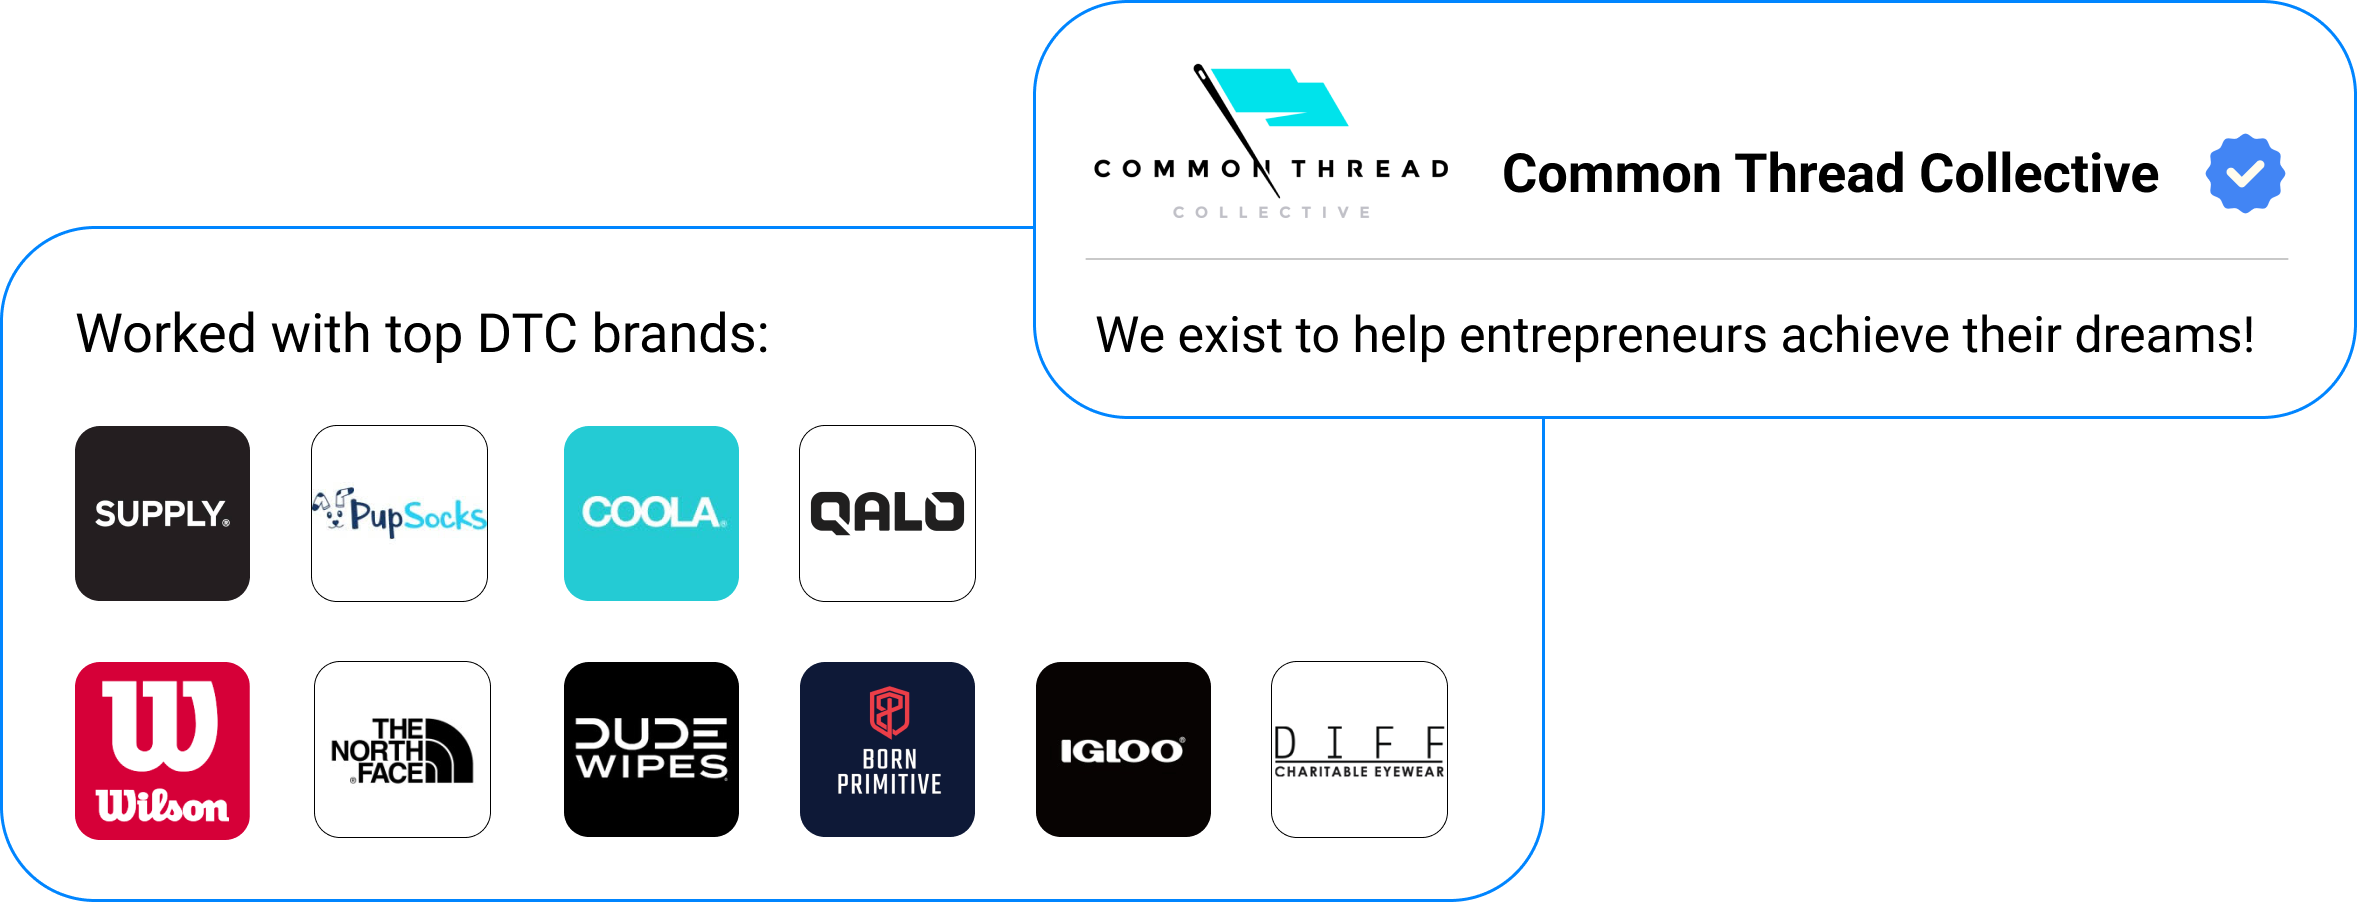 COMMON THREAD
COLLECTIVE
Common Thread Collective
We exist to help entrepreneurs achieve their dreams!
Worked with top DTC brands:
SUPPLY®
PupSocks
COOLA®
QALO
W
Wilson
THE
NORTH
FACE®
DUDE
WIPES
BORN
PRIMITIVE
IGLOO®
DIFF
CHARITABLE EYEWEAR